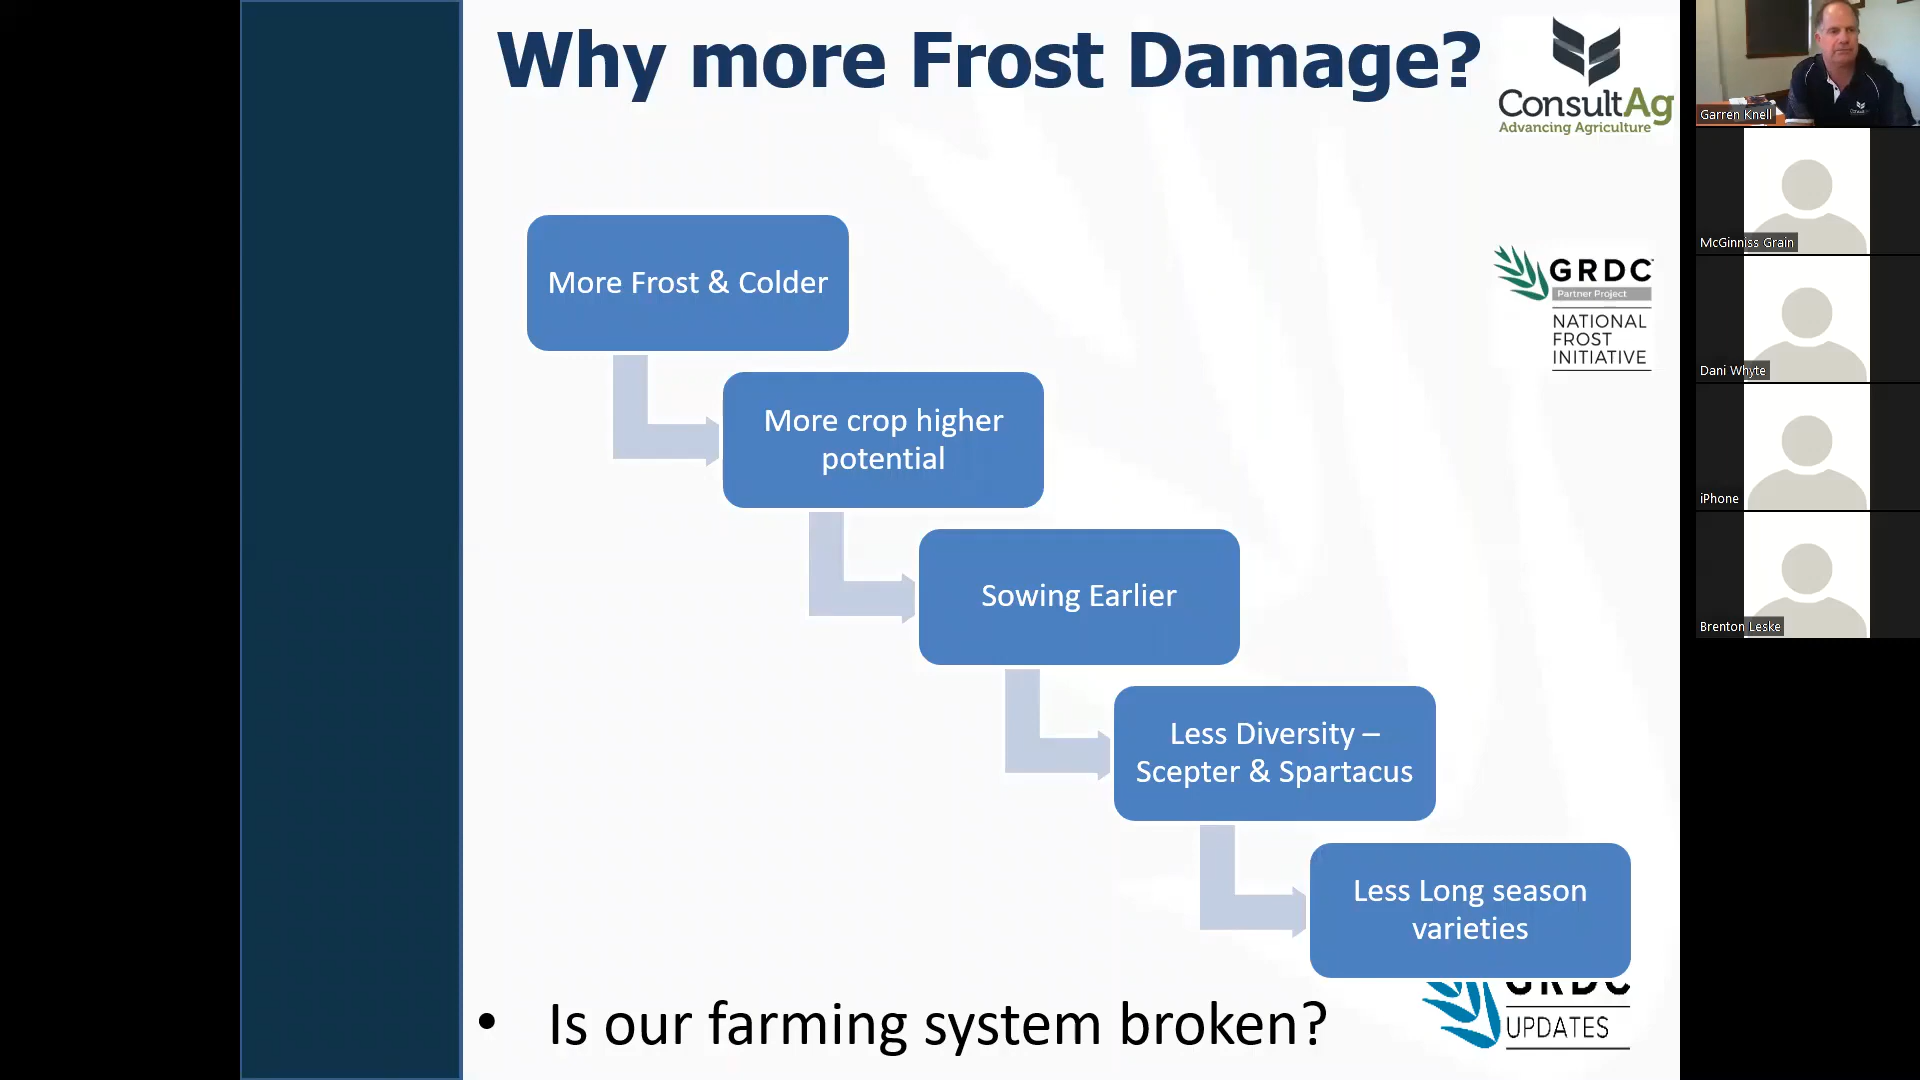 Why more Frost Damage?
ConsultAg
Advancing Agriculture
More Frost & Colder
GRDC
Partner Project
NATIONAL
FROST
INITIATIVE
More crop higher
potential
Sowing Earlier
Less Diversity –
Scepter & Spartacus
Less Long season
varieties
• Is our farming system broken?
GRDC
UPDATES
Garren Knell
McGinniss Grain
Dani Whyte
iPhone
Brenton Leske